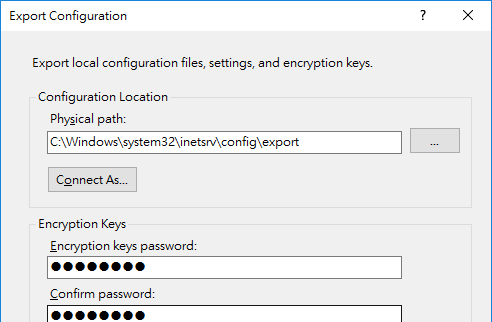 Export Configuration
?
Export local configuration files, settings, and encryption keys.
Configuration Location
Physical path:
C:\Windows\system32\inetsrv\config\export
...
Connect As...
Encryption Keys
Encryption keys password:
●●●●●●●●
Confirm password:
●●●●●●●●